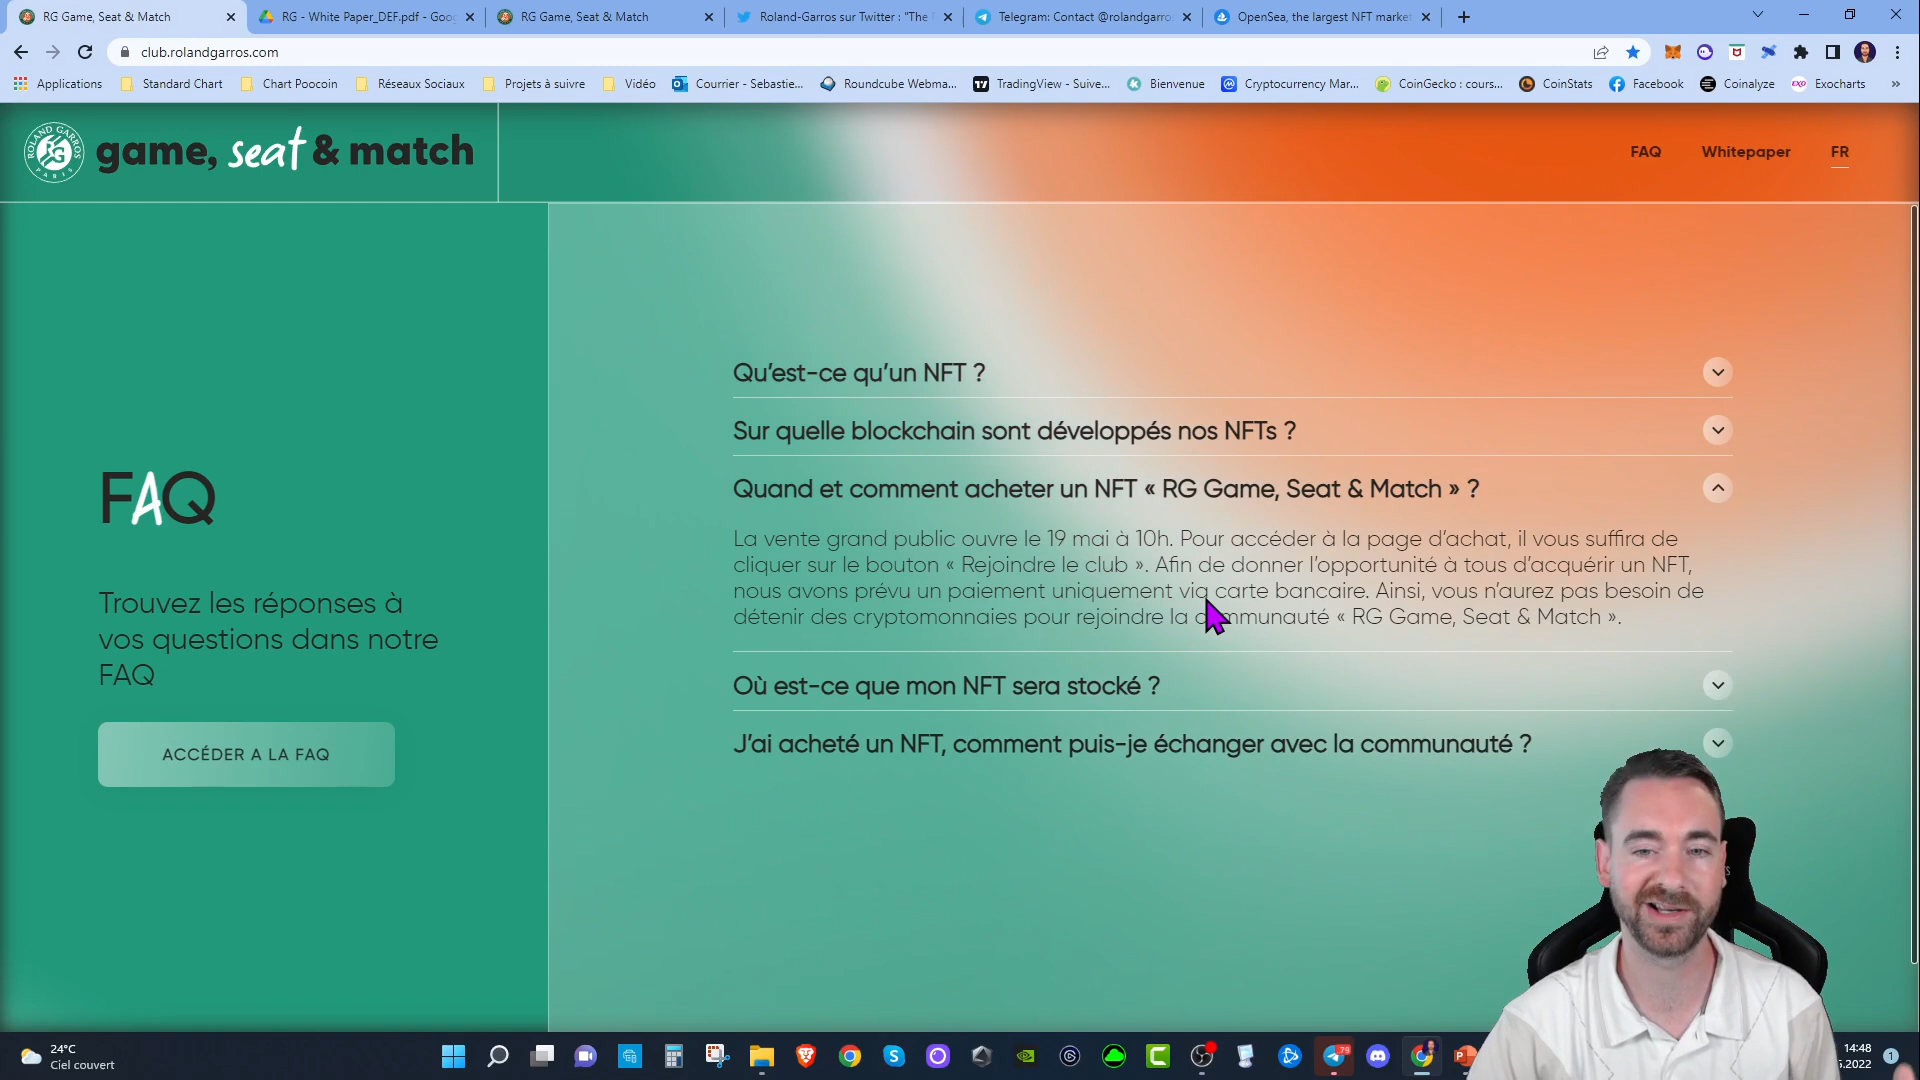 RG Game, Seat & Match
RG - White Paper_DEF.pdf - Goo
RG Game, Seat & Match
Roland-Garros sur Twitter : "The
Telegram: Contact @rolandgarro
OpenSea, the largest NFT market
club.rolandgarros.com
Applications
Standard Chart
Chart Poocoin
Réseaux Sociaux
Projets à suivre
Vidéo
Courrier - Sebastie...
Roundcube Webma...
TradingView - Suive...
Bienvenue
Cryptocurrency Mar...
CoinGecko : cours...
CoinStats
Facebook
Coinalyze
Exocharts
»
ROLAND GARROS
RG
PARIS
game, seat & match
FAQ
Whitepaper
FR
FAQ
Trouvez les réponses à
vos questions dans notre
FAQ
ACCÉDER A LA FAQ
Qu'est-ce qu'un NFT ?
Sur quelle blockchain sont développés nos NFTs ?
Quand et comment acheter un NFT « RG Game, Seat & Match » ?
La vente grand public ouvre le 19 mai à 10h. Pour accéder à la page d'achat, il vous suffira de
cliquer sur le bouton « Rejoindre le club ». Afin de donner l'opportunité à tous d'acquérir un NFT,
nous avons prévu un paiement uniquement via carte bancaire. Ainsi, vous n'aurez pas besoin de
détenir des cryptomonnaies pour rejoindre la communauté « RG Game, Seat & Match ».
Où est-ce que mon NFT sera stocké ?
J'ai acheté un NFT, comment puis-je échanger avec la communauté ?
24°C
Ciel couvert
79
14:48
5.2022
1